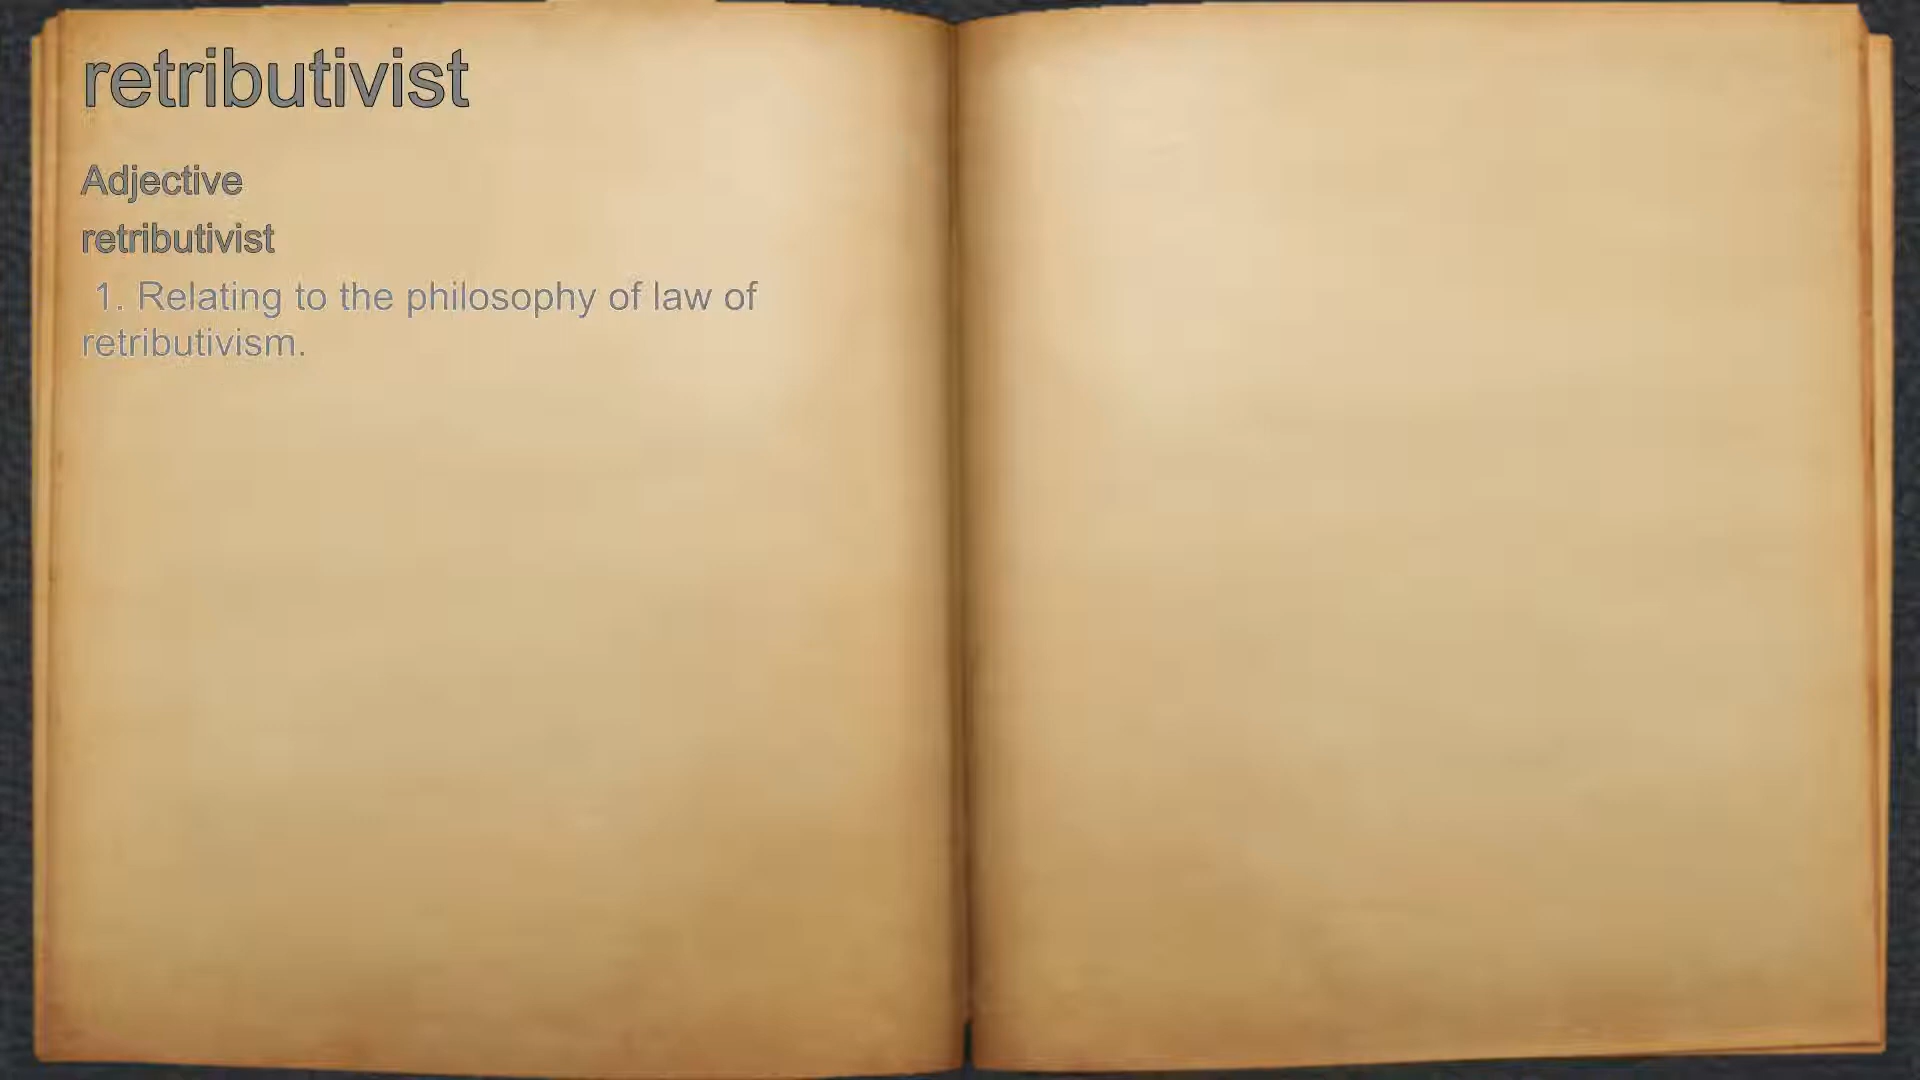 retributivist
Adjective
retributivist
1. Relating to the philosophy of law of
retributivism.